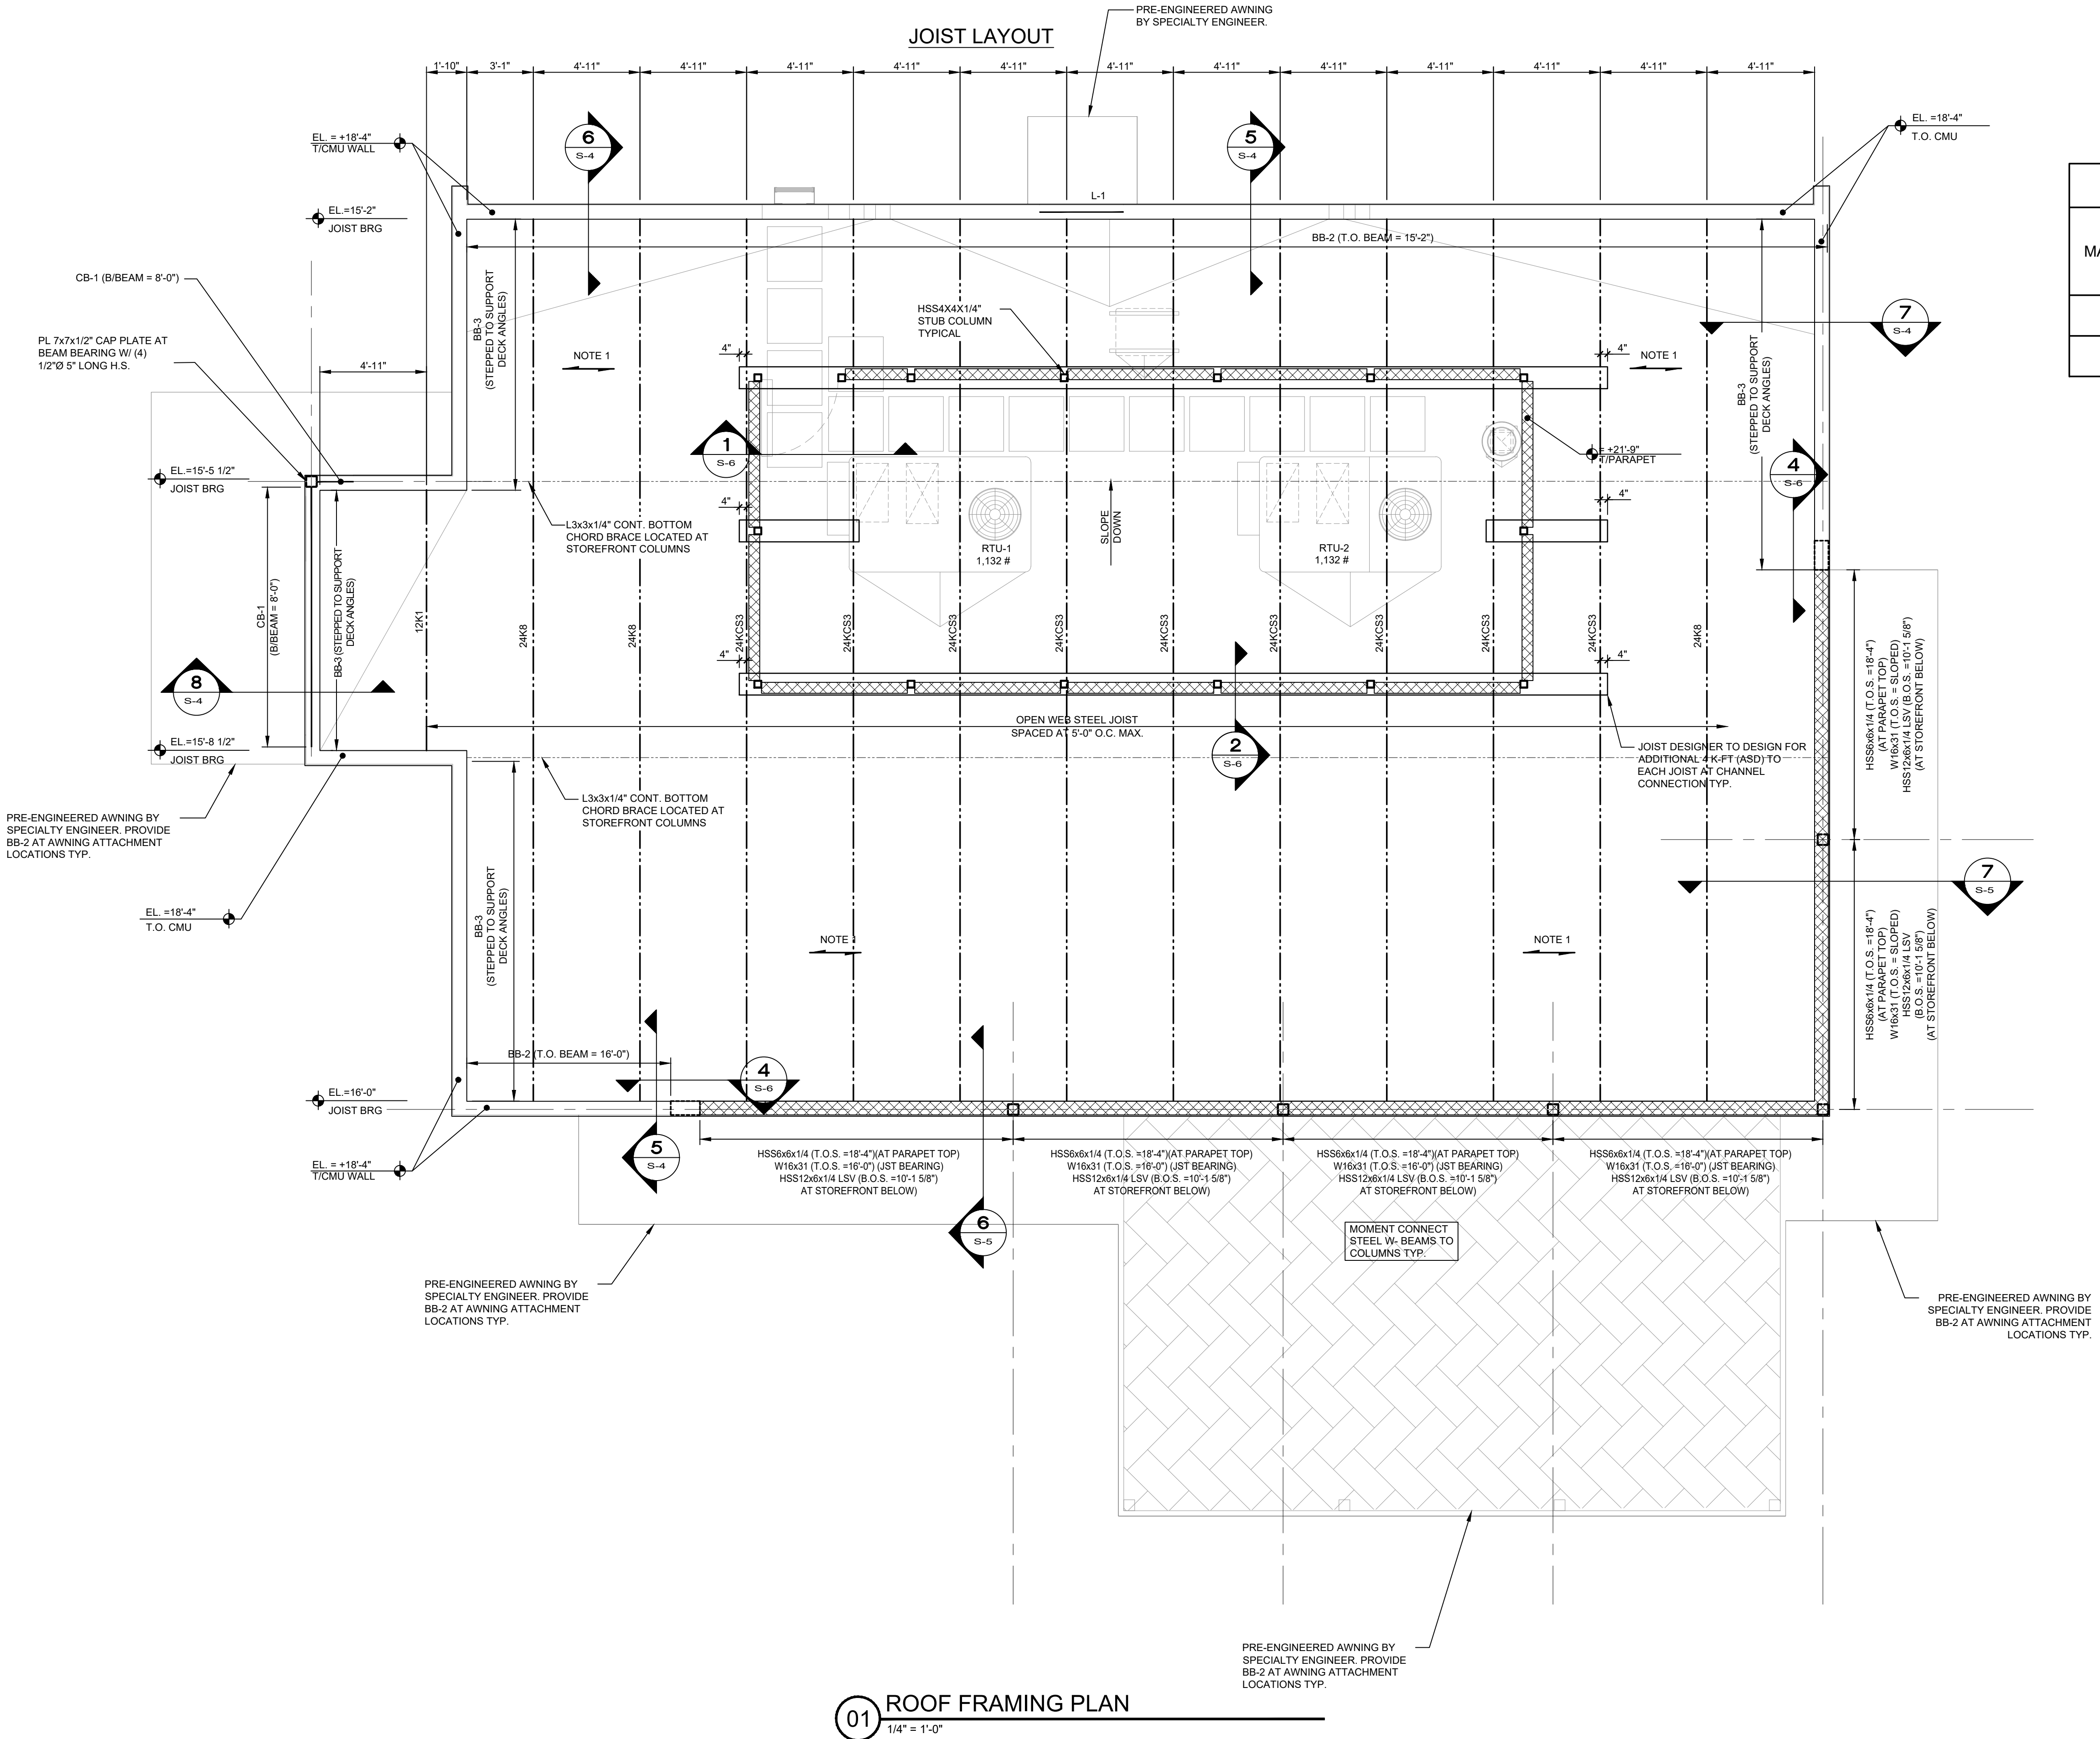 PRE-ENGINEERED AWNING
BY SPECIALTY ENGINEER.
JOIST LAYOUT
1'-10"
3'-1"
4'-11"
4'-11"
4'-11"
4'-11"
4'-11"
4'-11"
4'-11"
4'-11"
4'-11"
4'-11"
4'-11"
4'-11"
EL. = +18'-4"
T/CMU WALL
6
S-4
5
S-4
EL. =18'-4"
T.O. CMU
L-1
EL.=15'-2"
JOIST BRG
BB-2 (T.O. BEAM = 15'-2")
CB-1 (B/BEAM = 8'-0")
BB-3
(STEPPED TO SUPPORT
DECK ANGLES)
HSS4X4X1/4"
STUB COLUMN
TYPICAL
7
S-4
PL 7x7x1/2" CAP PLATE AT
BEAM BEARING W/ (4)
1/2"Ø 5" LONG H.S.
4'-11"
NOTE 1
4"
4"
NOTE 1
BB-3
(STEPPED TO SUPPORT
DECK ANGLES)
1
S-6
= +21'-9"
T/PARAPET
4
S-6
EL.=15'-5 1/2"
JOIST BRG
4"
4"
L3x3x1/4" CONT. BOTTOM
CHORD BRACE LOCATED AT
STOREFRONT COLUMNS
SLOPE
DOWN
RTU-1
1,132 #
RTU-2
1,132 #
CB-1
(B/BEAM = 8'-0")
BB-3 (STEPPED TO SUPPORT
DECK ANGLES)
12K1
24K8
24K8
24KCS3
24KCS3
24KCS3
24KCS3
24KCS3
24KCS3
24KCS3
24KCS3
24KCS3
24K8
4"
4"
8
S-4
HSS6x6x1/4 (T.O.S. =18'-4")
(AT PARAPET TOP)
W16x31 (T.O.S. = SLOPED)
HSS12x6x1/4 LSV (B.O.S. =10'-1 5/8")
(AT STOREFRONT BELOW)
OPEN WEB STEEL JOIST
SPACED AT 5'-0" O.C. MAX.
EL.=15'-8 1/2"
JOIST BRG
2
S-6
JOIST DESIGNER TO DESIGN FOR
ADDITIONAL 4 K-FT (ASD) TO
EACH JOIST AT CHANNEL
CONNECTION TYP.
L3x3x1/4" CONT. BOTTOM
CHORD BRACE LOCATED AT
STOREFRONT COLUMNS
PRE-ENGINEERED AWNING BY
SPECIALTY ENGINEER. PROVIDE
BB-2 AT AWNING ATTACHMENT
LOCATIONS TYP.
7
S-5
EL. =18'-4"
T.O. CMU
BB-3
(STEPPED TO SUPPORT
DECK ANGLES)
NOTE 1
NOTE 1
HSS6x6x1/4 (T.O.S. =18'-4")
(AT PARAPET TOP)
W16x31 (T.O.S. = SLOPED)
HSS12x6x1/4 LSV
(B.O.S. =10'-1 5/8")
(AT STOREFRONT BELOW)
BB-2 (T.O. BEAM = 16'-0")
4
S-6
EL.=16'-0"
JOIST BRG
5
S-4
EL. = +18'-4"
T/CMU WALL
HSS6x6x1/4 (T.O.S. =18'-4")(AT PARAPET TOP)
W16x31 (T.O.S. =16'-0") (JST BEARING)
HSS12x6x1/4 LSV (B.O.S. =10'-1 5/8")
AT STOREFRONT BELOW)
HSS6x6x1/4 (T.O.S. =18'-4")(AT PARAPET TOP)
W16x31 (T.O.S. =16'-0") (JST BEARING)
HSS12x6x1/4 LSV (B.O.S. =10'-1 5/8")
AT STOREFRONT BELOW)
HSS6x6x1/4 (T.O.S. =18'-4")(AT PARAPET TOP)
W16x31 (T.O.S. =16'-0") (JST BEARING)
HSS12x6x1/4 LSV (B.O.S. =10'-1 5/8")
AT STOREFRONT BELOW)
HSS6x6x1/4 (T.O.S. =18'-4")(AT PARAPET TOP)
W16x31 (T.O.S. =16'-0") (JST BEARING)
HSS12x6x1/4 LSV (B.O.S. =10'-1 5/8")
AT STOREFRONT BELOW)
6
S-5
MOMENT CONNECT
STEEL W- BEAMS TO
COLUMNS TYP.
PRE-ENGINEERED AWNING BY
SPECIALTY ENGINEER. PROVIDE
BB-2 AT AWNING ATTACHMENT
LOCATIONS TYP.
PRE-ENGINEERED AWNING BY
SPECIALTY ENGINEER. PROVIDE
BB-2 AT AWNING ATTACHMENT
LOCATIONS TYP.
PRE-ENGINEERED AWNING BY
SPECIALTY ENGINEER. PROVIDE
BB-2 AT AWNING ATTACHMENT
LOCATIONS TYP.
01
ROOF FRAMING PLAN
1/4" = 1'-0"